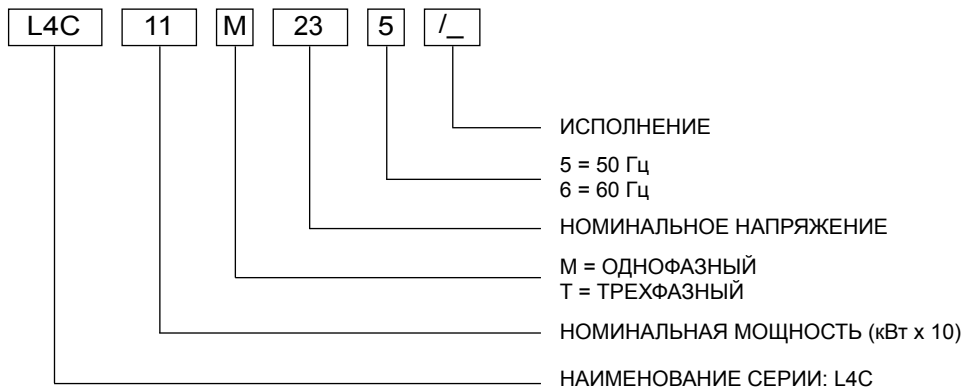 L4C 11 M 23 5 /_
ИСПОЛНЕНИЕ
5 = 50 Гц
6 = 60 Гц
НОМИНАЛЬНОЕ НАПРЯЖЕНИЕ
М = ОДНОФАЗНЫЙ
Т = ТРЕХФАЗНЫЙ
НОМИНАЛЬНАЯ МОЩНОСТЬ (кВт х 10)
НАИМЕНОВАНИЕ СЕРИИ: L4C